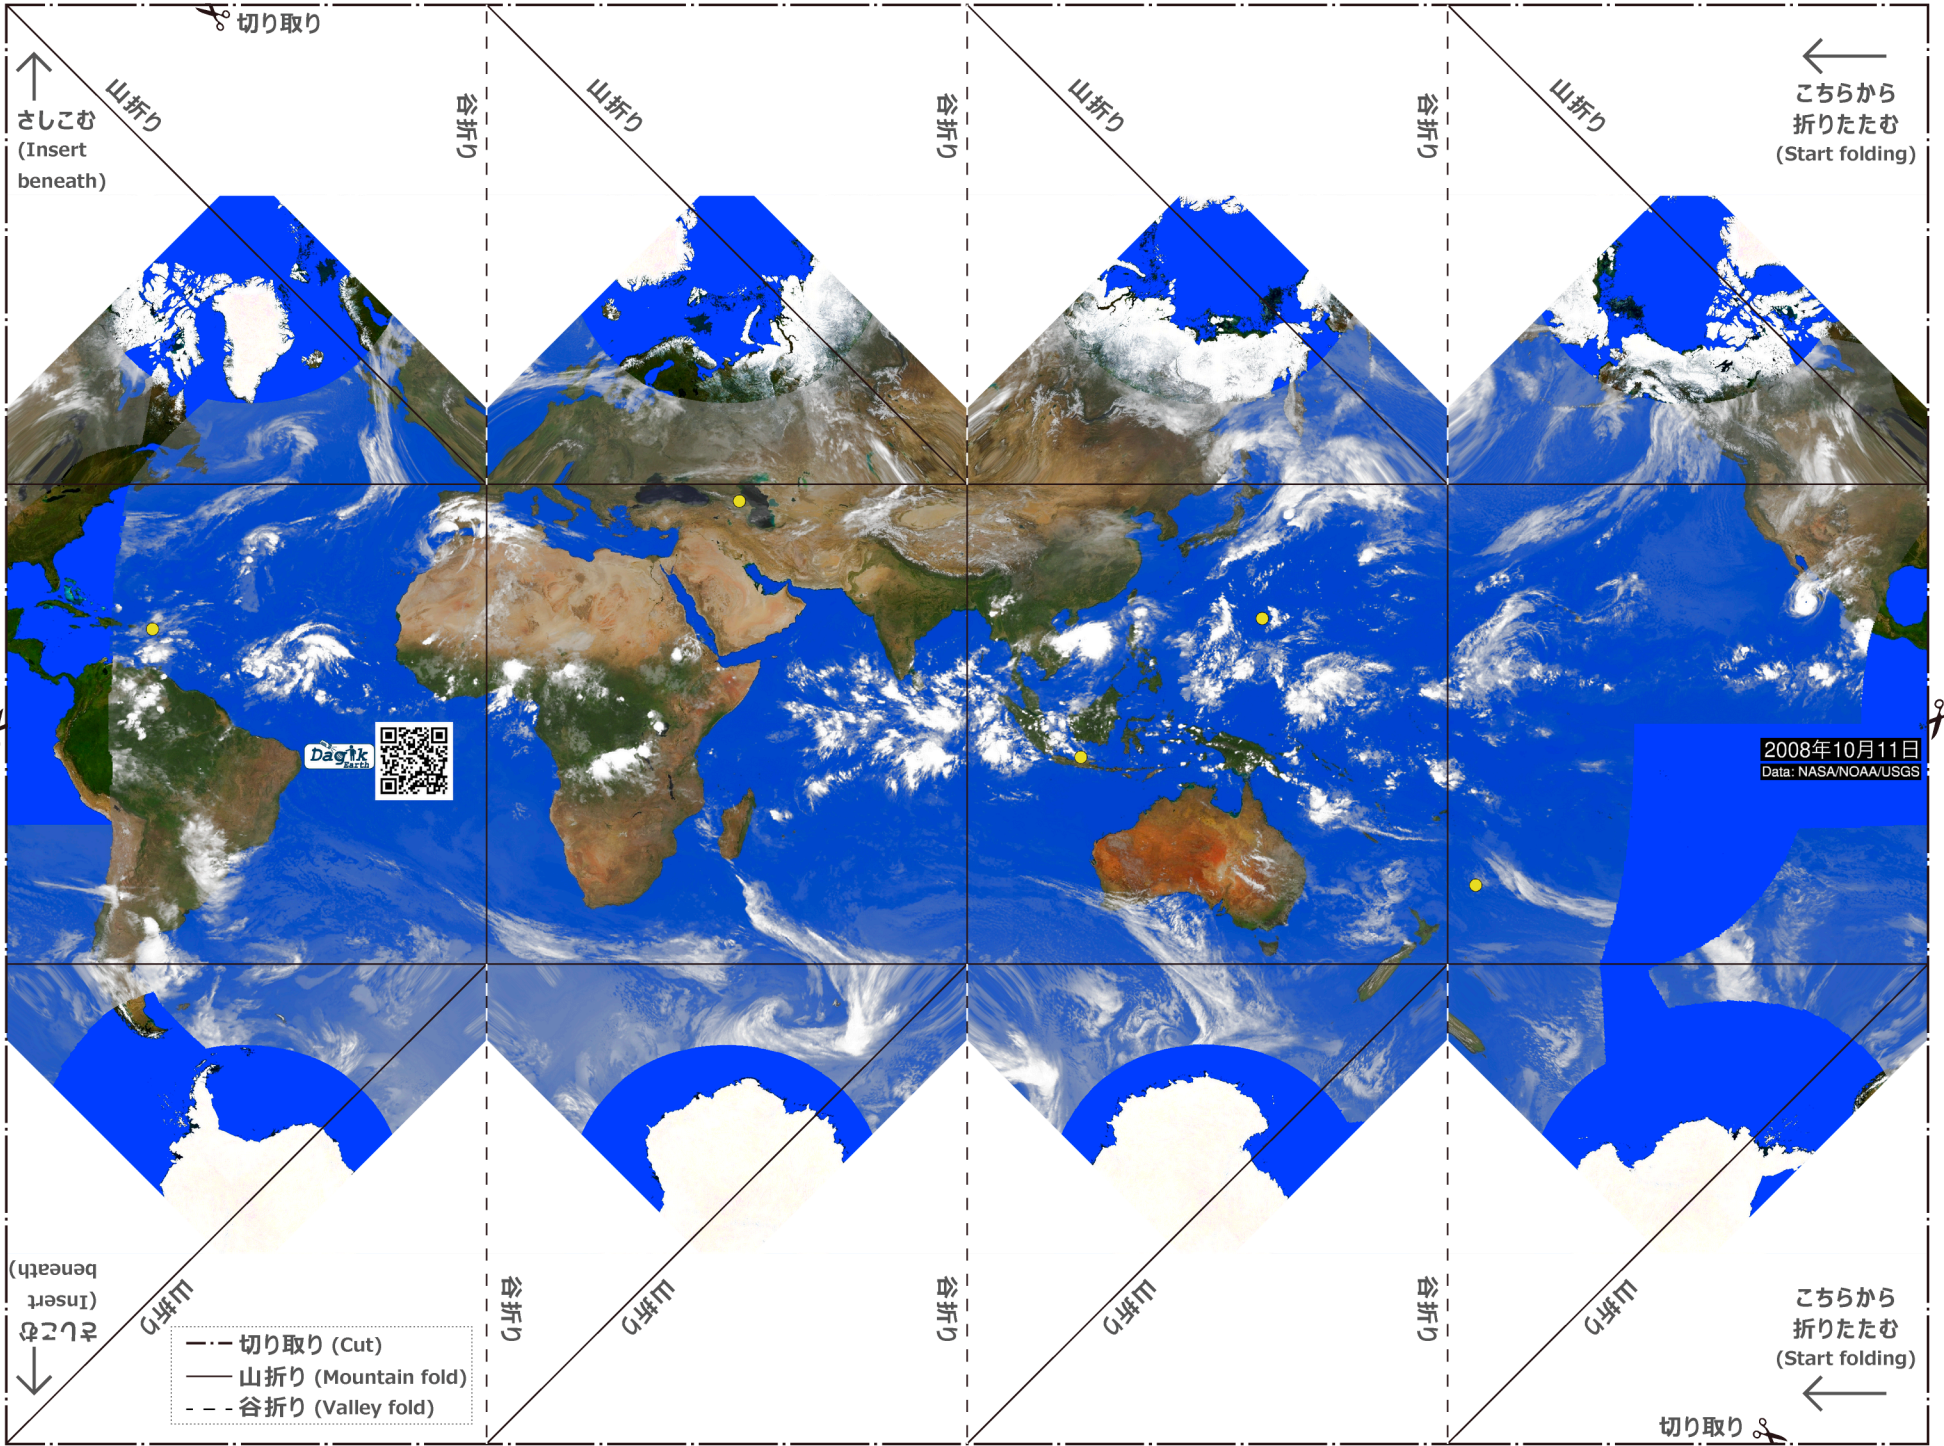 切り取り
山折り
谷折り
山折り
谷折り
山折り
谷折り
山折り
こちらから
折りたたむ
(Start folding)
さしこむ
(Insert
beneath)
Dagik
Earth
2008年10月11日
Data: NASA/NOAA/USGS
さしこむ
(Insert
beneath)
山折り
谷折り
山折り
谷折り
山折り
谷折り
山折り
こちらから
折りたたむ
(Start folding)
切り取り (Cut)
山折り (Mountain fold)
谷折り (Valley fold)
切り取り